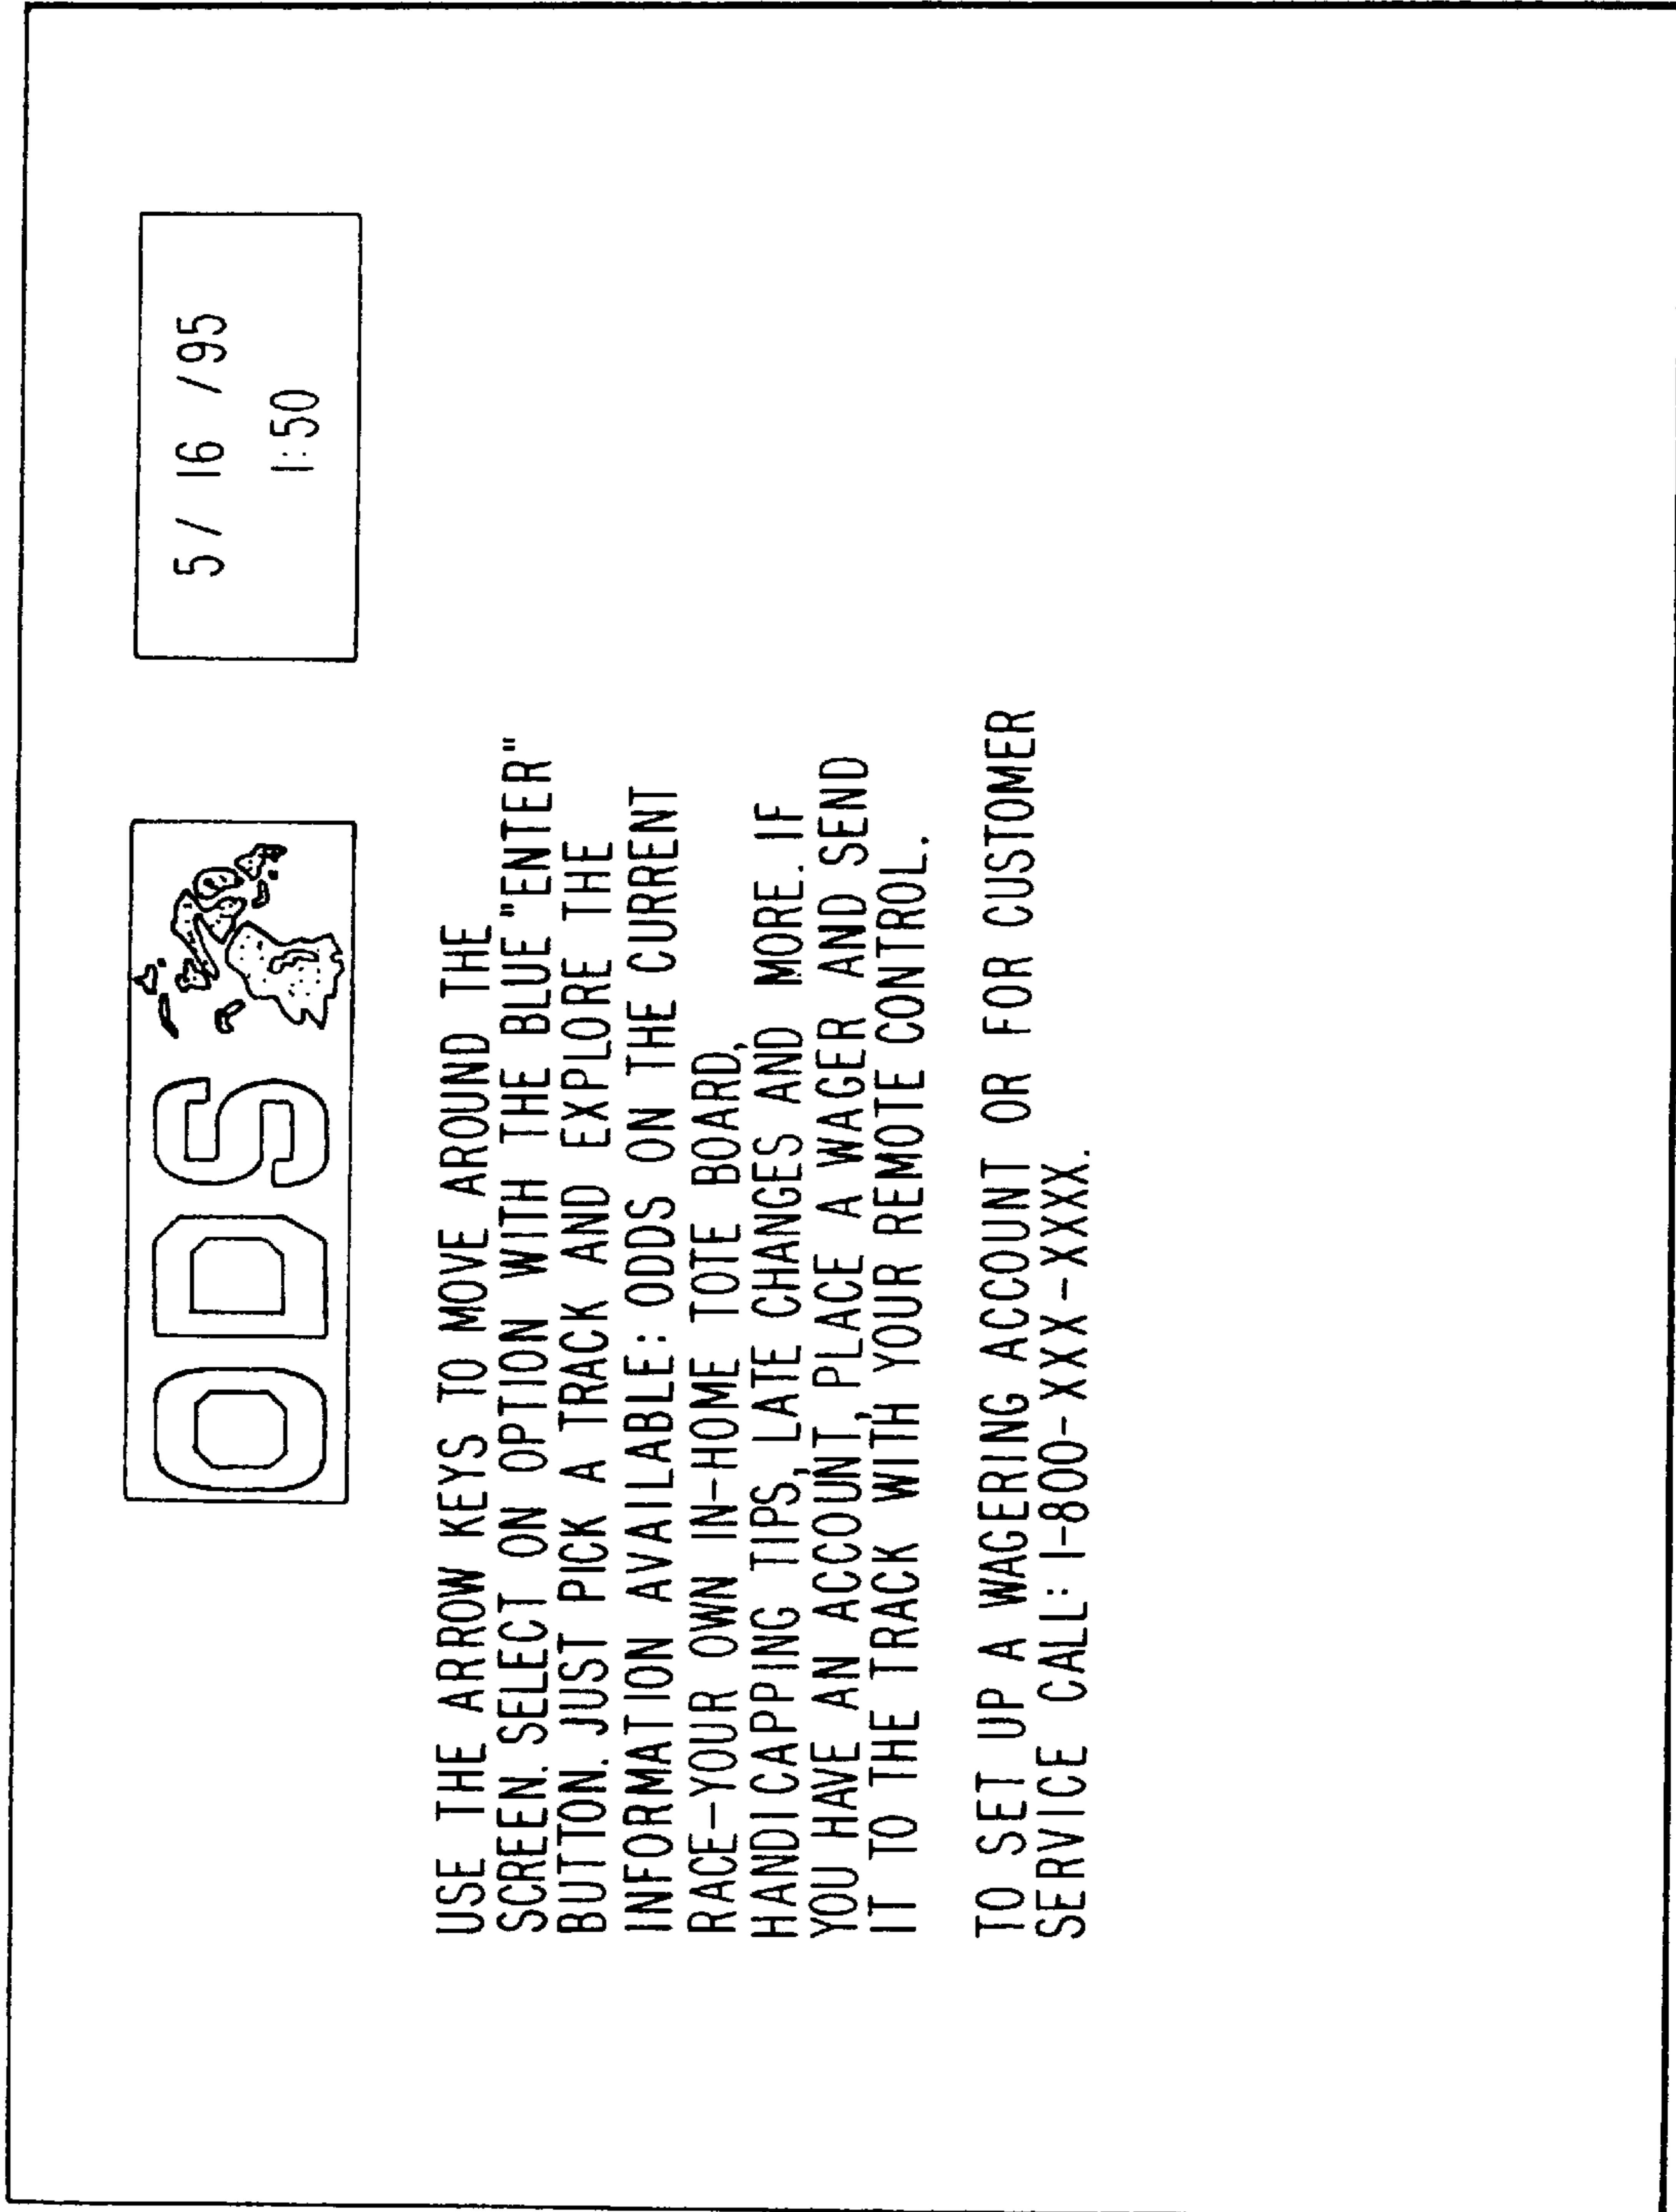 ODS
5/ 16 /95
1:50
USE THE ARROW KEYS TO MOVE AROUND THE
SCREEN. SELECT ON OPTION WITH THE BLUE "ENTER"
BUTTON. JUST PICK A TRACK AND EXPLORE THE
INFORMATION AVAILABLE: ODDS ON THE CURRENT
RACE-YOUR OWN IN-HOME TOTE BOARD,
HANDICAPPING TIPS, LATE CHANGES AND MORE. IF
YOU HAVE AN ACCOUNT, PLACE A WAGER AND SEND
IT TO THE TRACK WITH YOUR REMOTE CONTROL.
TO SET UP A WAGERING ACCOUNT OR FOR CUSTOMER
SERVICE CALL: 1-800-XXX-XXXX.